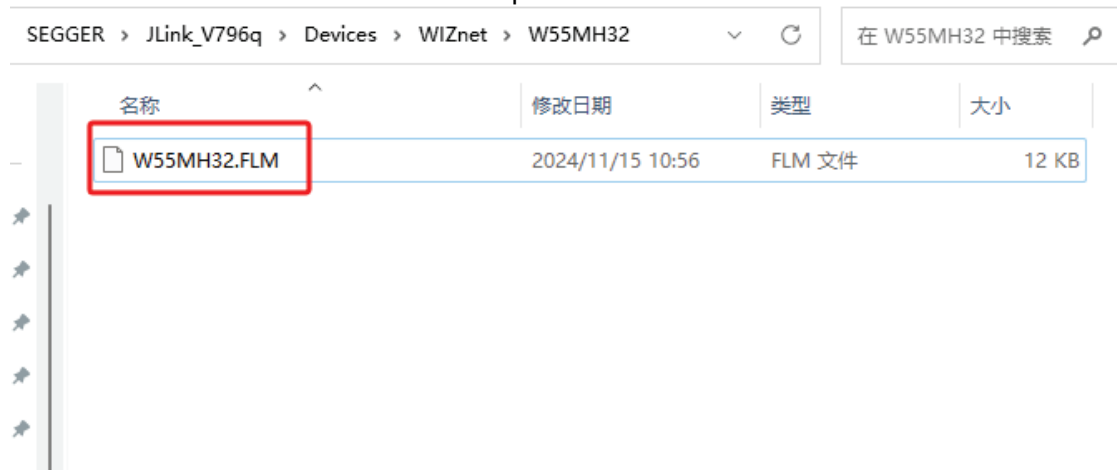 SEGGER › JLink_V796q › Devices › WIZnet › W55MH32 在 W55MH32 中搜索
名称 修改日期 类型 大小
W55MH32.FLM 2024/11/15 10:56 FLM 文件 12 KB